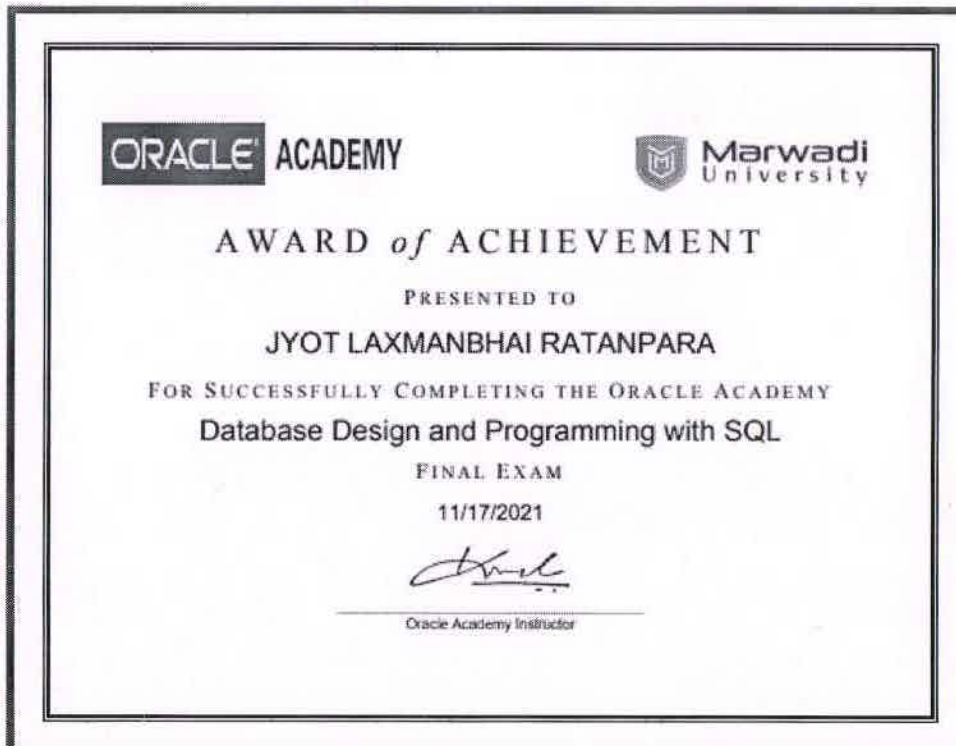 ORACLE ACADEMY
Marwadi
University
AWARD of ACHIEVEMENT
PRESENTED TO
JYOT LAXMANBHAI RATANPARA
FOR SUCCESSFULLY COMPLETING THE ORACLE ACADEMY
Database Design and Programming with SQL
FINAL EXAM
11/17/2021
Oracle Academy Instructor